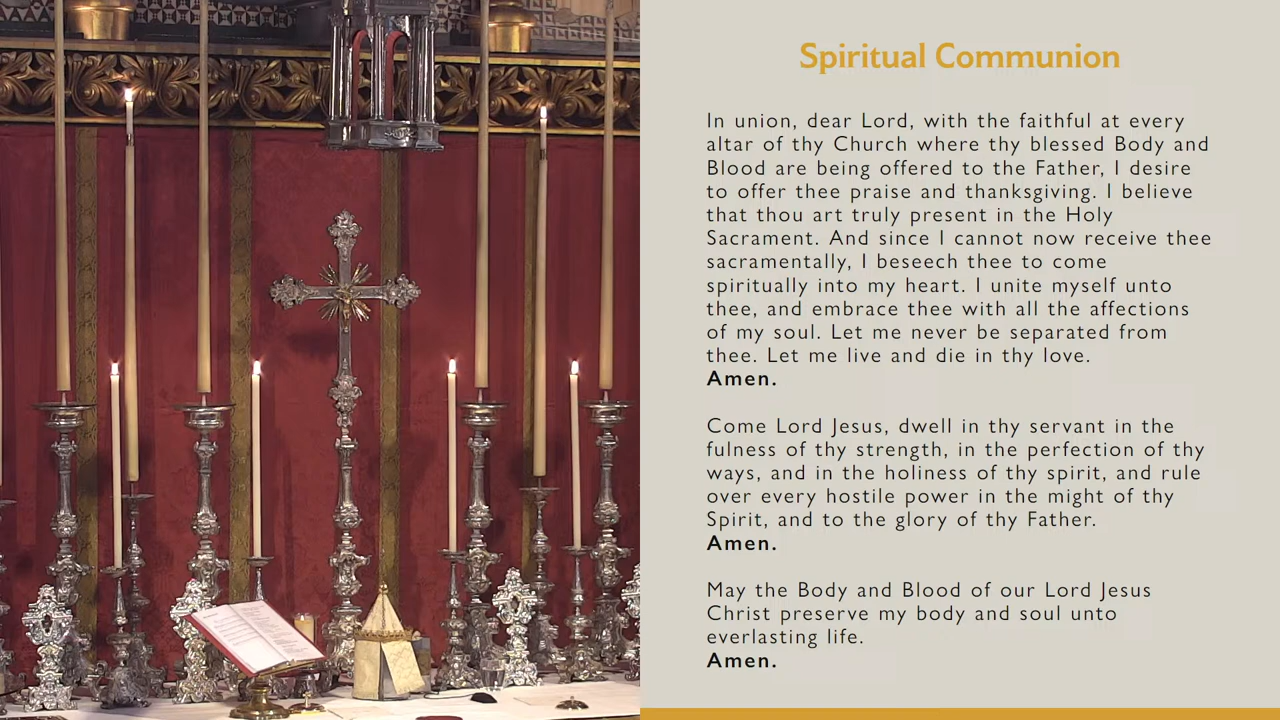 Spiritual Communion
In union, dear Lord, with the faithful at every
altar of thy Church where thy blessed Body and
Blood are being offered to the Father, I desire
to offer thee praise and thanksgiving. I believe
that thou art truly present in the Holy
Sacrament. And since I cannot now receive thee
sacramentally, I beseech thee to come
spiritually into my heart. I unite myself unto
thee, and embrace thee with all the affections
of my soul. Let me never be separated from
thee. Let me live and die in thy love.
Amen.
Come Lord Jesus, dwell in thy servant in the
fulness of thy strength, in the perfection of thy
ways, and in the holiness of thy spirit, and rule
over every hostile power in the might of thy
Spirit, and to the glory of thy Father.
Amen.
May the Body and Blood of our Lord Jesus
Christ preserve my body and soul unto
everlasting life.
Amen.